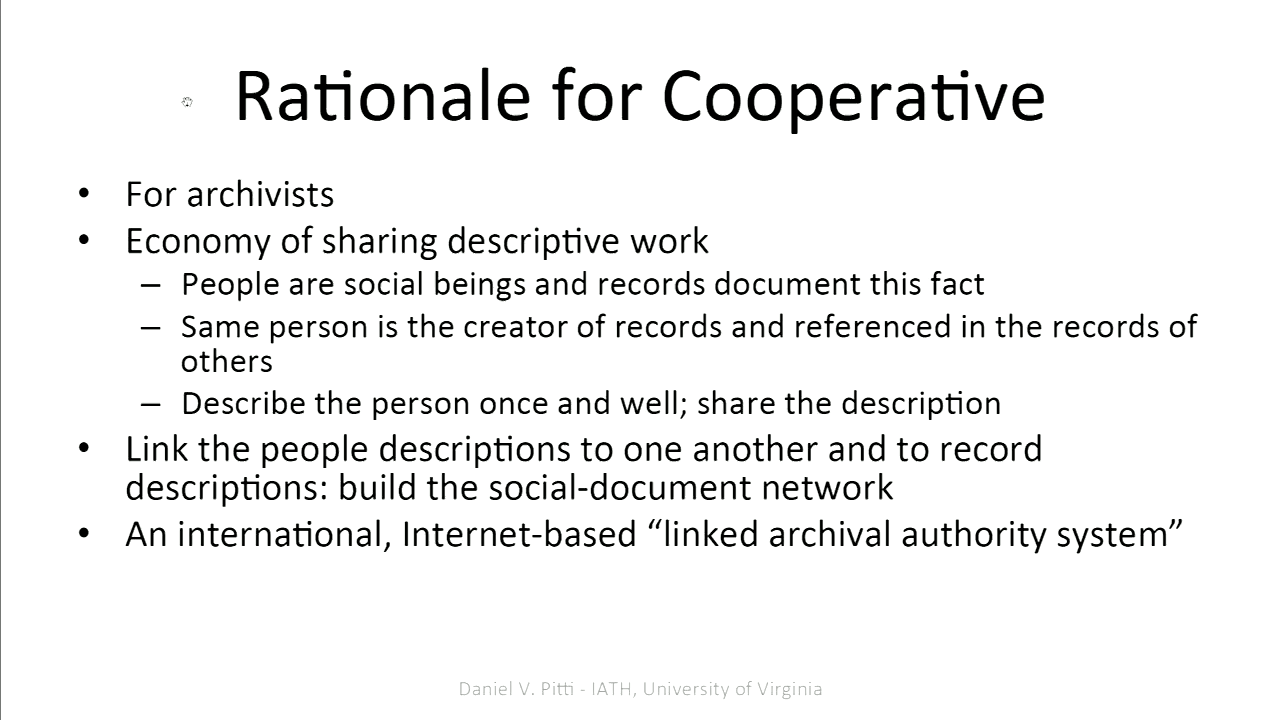 Rationale for Cooperative
• For archivists
• Economy of sharing descriptive work
– People are social beings and records document this fact
– Same person is the creator of records and referenced in the records of
others
– Describe the person once and well; share the description
• Link the people descriptions to one another and to record
descriptions: build the social-document network
• An international, Internet-based “linked archival authority system”
Daniel V. Pitti - IATH, University of Virginia